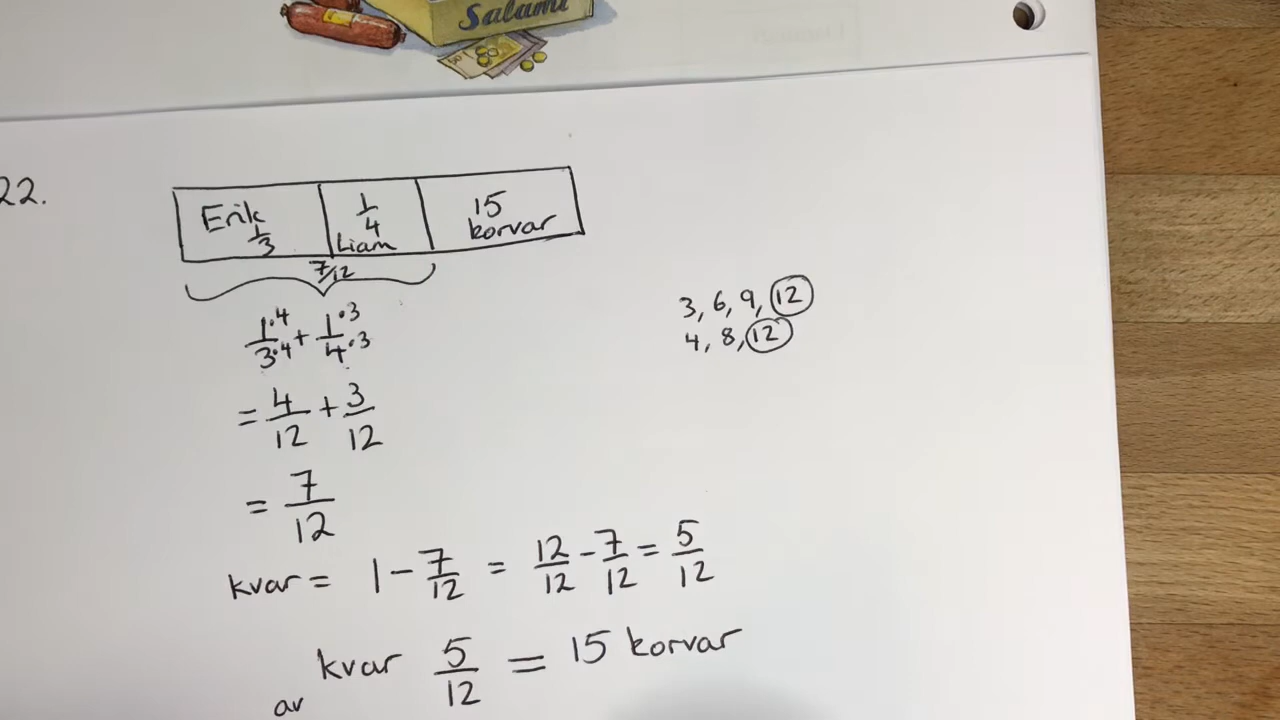 Salami
22.
Erik 1/3
1/4 Liam
15 korvar
7/12
1·4/3·4 + 1·3/4·3
3, 6, 9, 12
4, 8, 12
= 4/12 + 3/12
= 7/12
kvar = 1 - 7/12 = 12/12 - 7/12 = 5/12
kvar 5/12 = 15 korvar
av